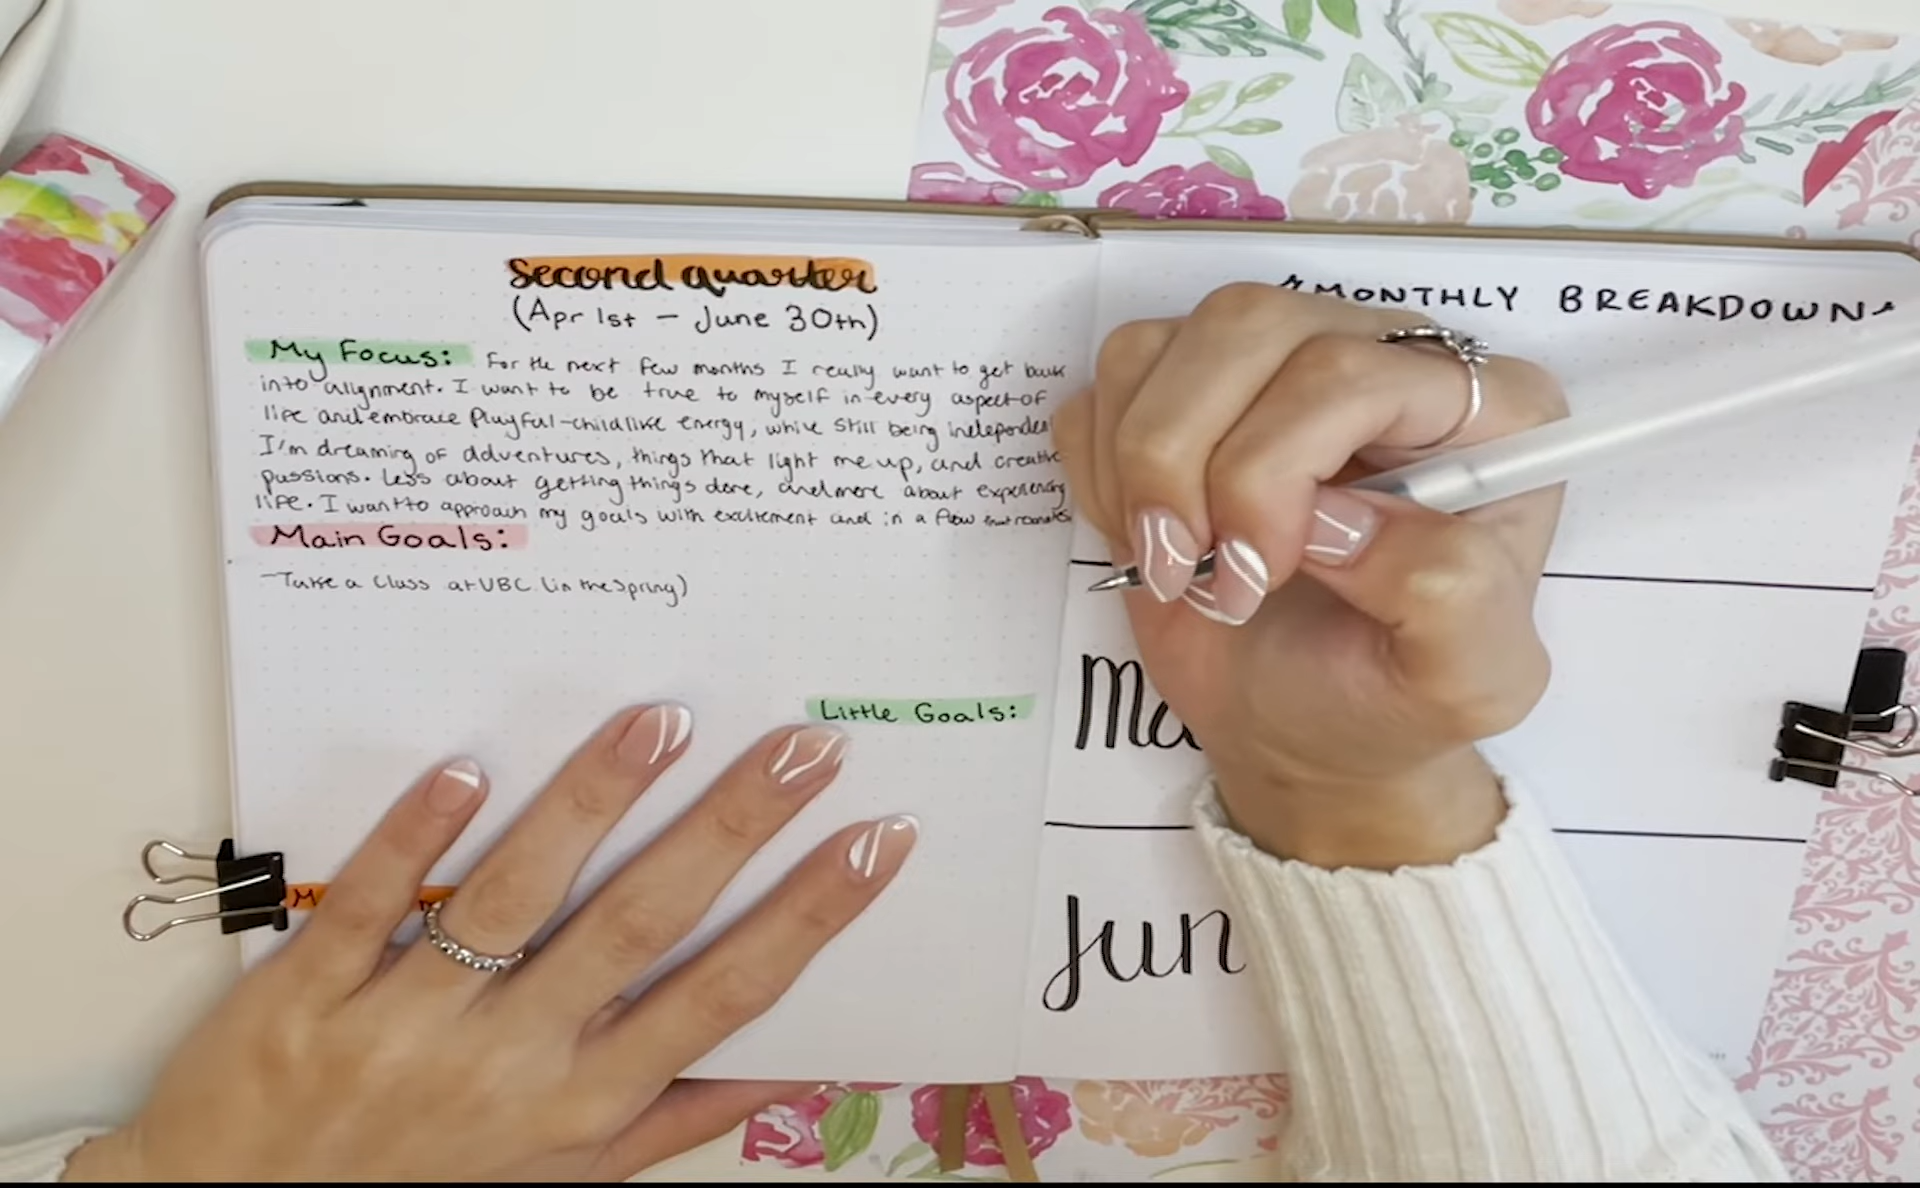 Second quarter
(Apr 1st - June 30th)
My Focus: For the next few months I really want to get back
into alignment. I want to be true to myself in every aspect of
life and embrace playful-childlike energy, while still being
I'm dreaming of adventures, things that light me up, and creative
passions. Less about getting things done, and more about experiencing
life. I want to approach my goals with excitement and in a flow that
Main Goals:
-Take a class at UBC (in the spring)
Little Goals:
MONTHLY BREAKDOWN
Jun